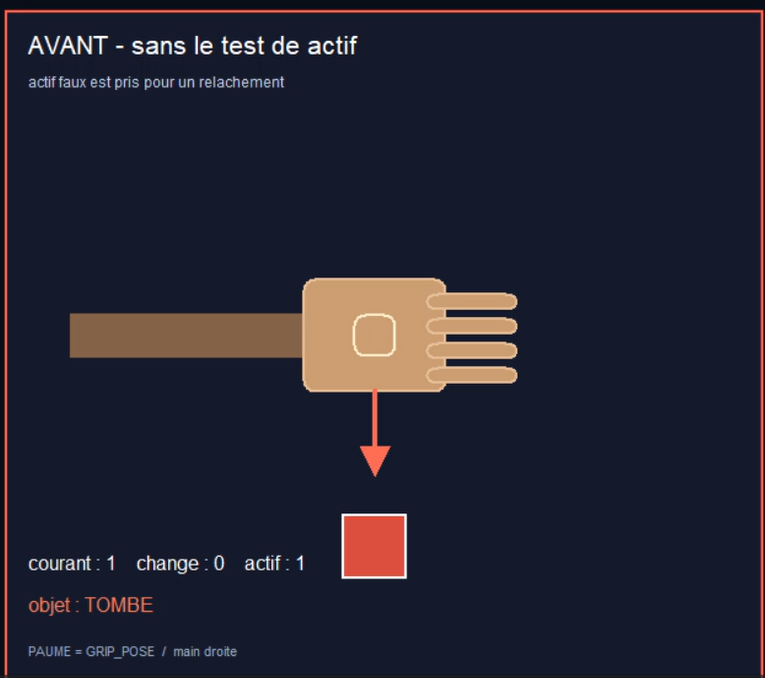 AVANT - sans le test de actif
actif faux est pris pour un relachement
courant : 1 change : 0 actif : 1
objet : TOMBE
PAUME = GRIP_POSE / main droite